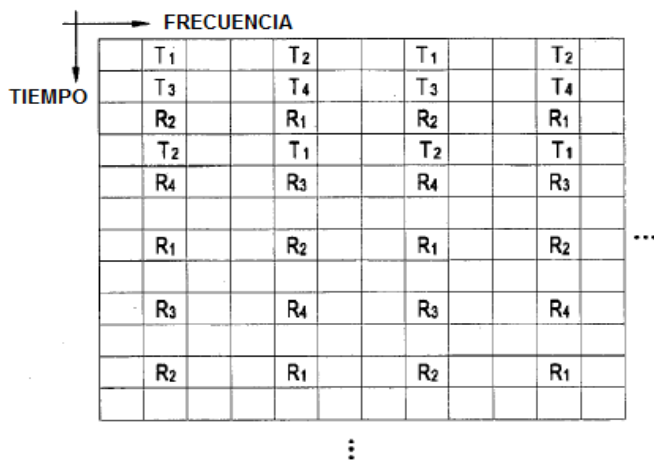 FRECUENCIA
TIEMPO
T1 T2 T1 T2
T3 T4 T3 T4
R2 R1 R2 R1
T2 T1 T2 T1
R4 R3 R4 R3
R1 R2 R1 R2
R3 R4 R3 R4
R2 R1 R2 R1